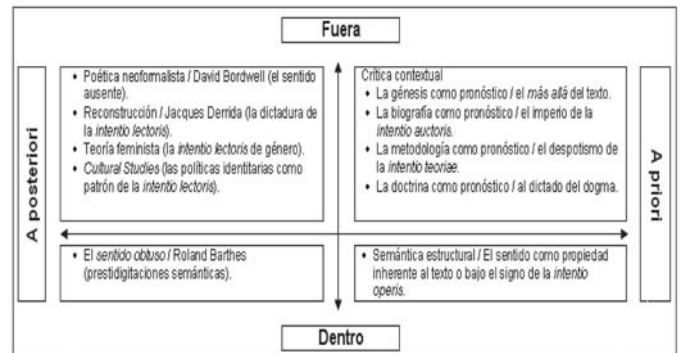 Fuera
A posteriori
• Poética neoformalista / David Bordwell (el sentido
ausente).
• Reconstrucción / Jacques Derrida (la dictadura de
la intentio lectoris).
• Teoría feminista (la intentio lectoris de género).
• Cultural Studies (las políticas identitarias como
patrón de la intentio lectoris).
Crítica contextual
• La génesis como pronóstico / el más allá del texto.
• La biografía como pronóstico / el imperio de la
intentio auctoris.
• La metodología como pronóstico / el despotismo de
la intentio teoriae.
• La doctrina como pronóstico / al dictado del dogma.
A priori
• El sentido obtuso / Roland Barthes
(prestidigitaciones semánticas).
• Semántica estructural / El sentido como propiedad
inherente al texto o bajo el signo de la intentio
operis.
Dentro